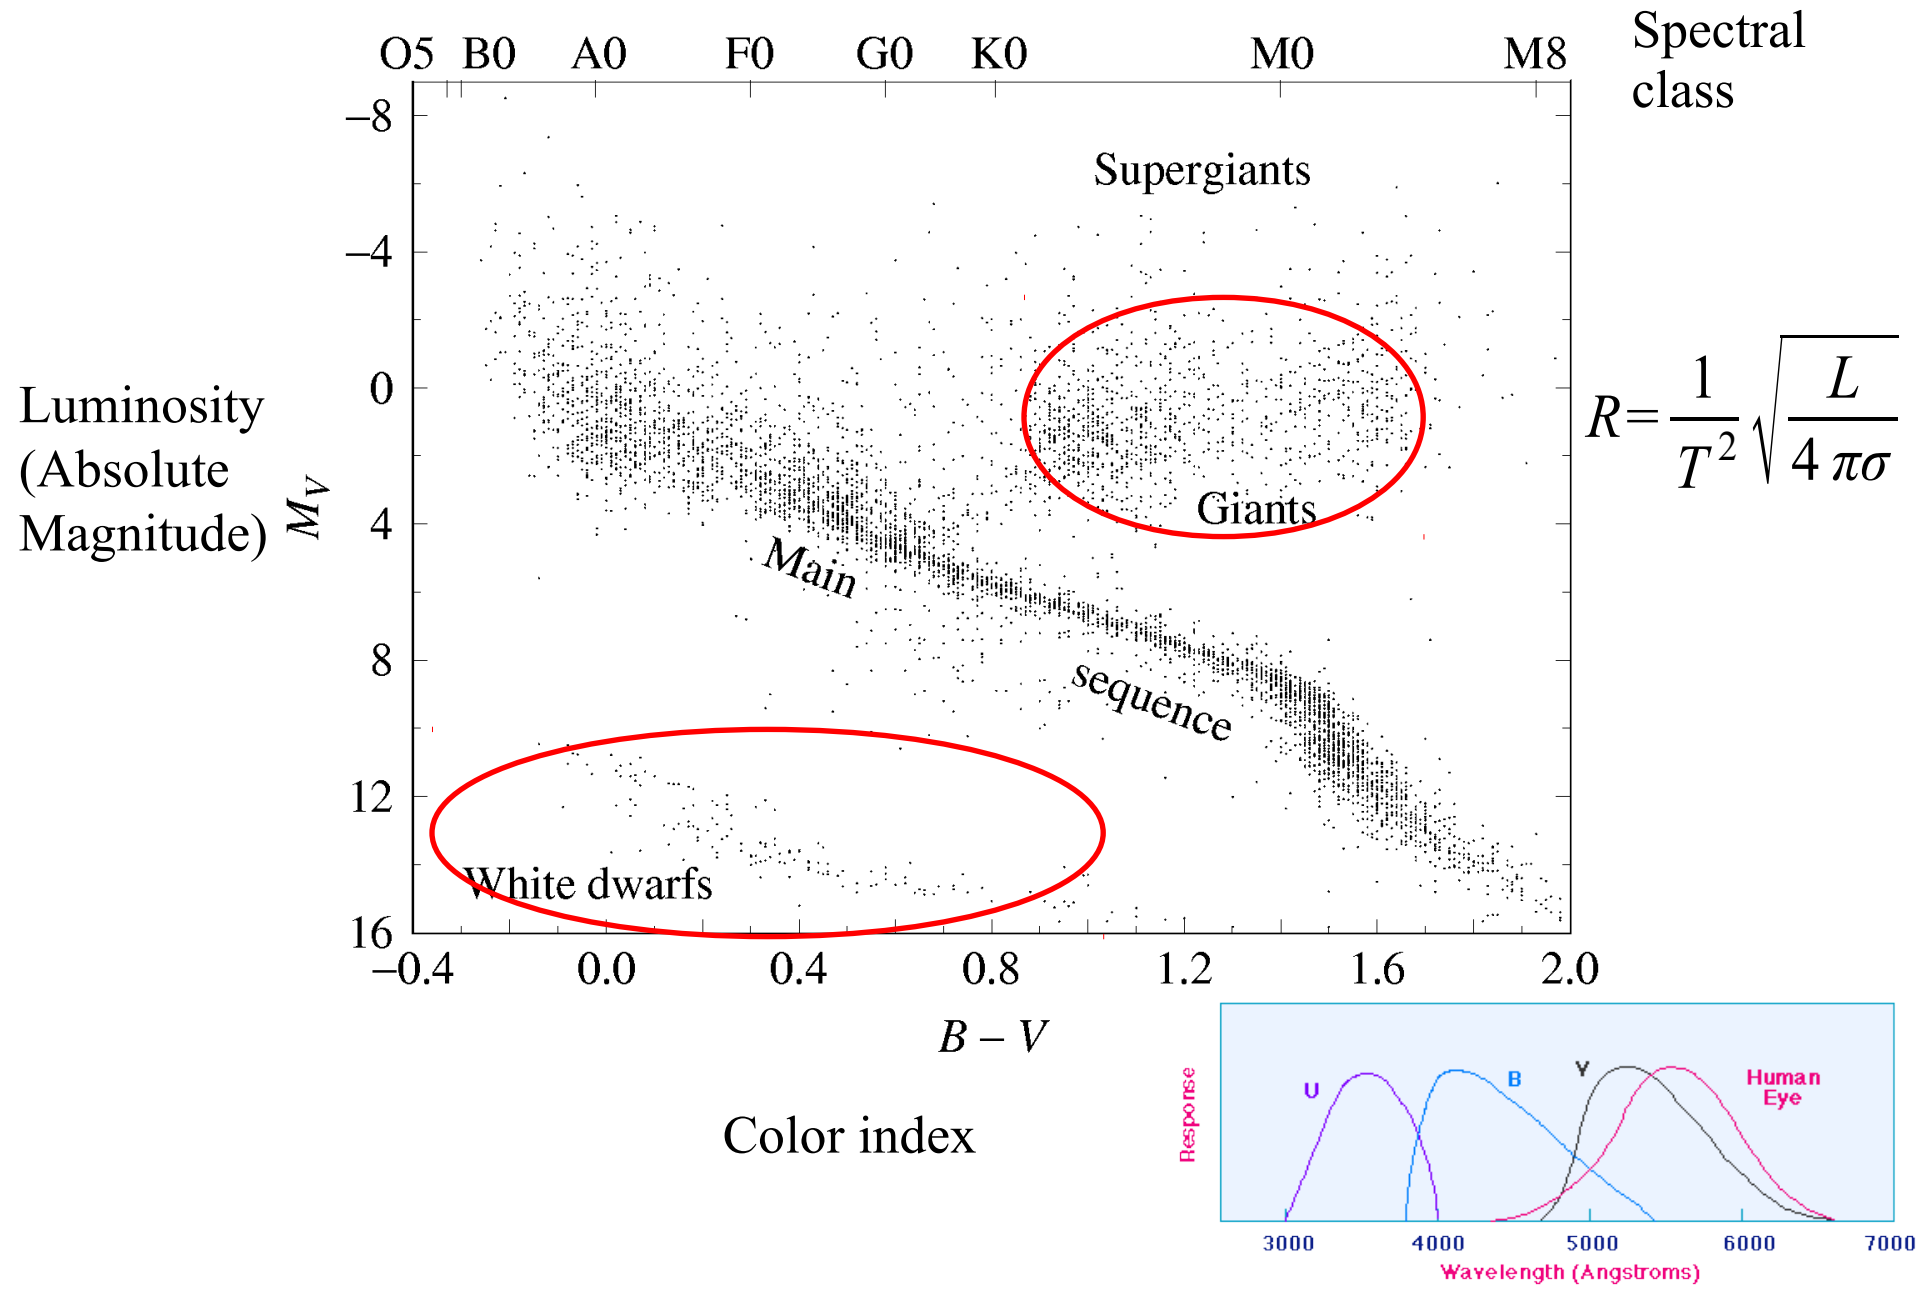 O5 B0 A0 F0 G0 K0 M0 M8
Spectral
class
−8
−4
0
4
8
12
16
Luminosity
(Absolute
Magnitude)
M_V
Supergiants
Giants
Main
sequence
White dwarfs
R = 1/T² √(L/4πσ)
−0.4 0.0 0.4 0.8 1.2 1.6 2.0
B – V
Color index
Response
U
B
V
Human
Eye
3000 4000 5000 6000 7000
Wavelength (Angstroms)